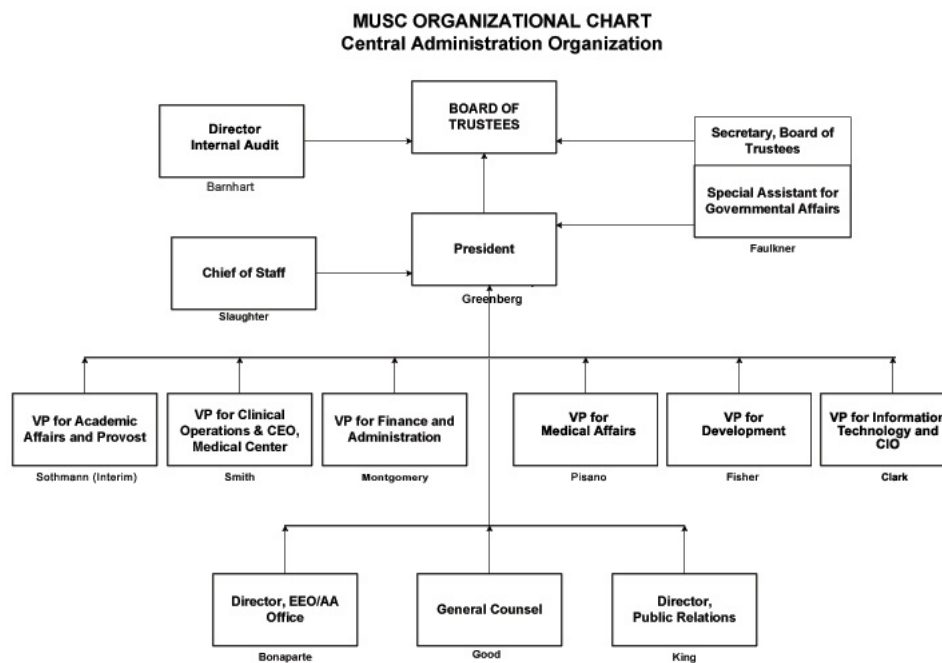 MUSC ORGANIZATIONAL CHART
Central Administration Organization
BOARD OF
TRUSTEES
Director
Internal Audit
Barnhart
Secretary, Board of
Trustees
Special Assistant for
Governmental Affairs
Faulkner
President
Greenberg
Chief of Staff
Slaughter
VP for Academic
Affairs and Provost
Sothmann (Interim)
VP for Clinical
Operations & CEO,
Medical Center
Smith
VP for Finance and
Administration
Montgomery
VP for
Medical Affairs
Pisano
VP for
Development
Fisher
VP for Information
Technology and
CIO
Clark
Director, EEO/AA
Office
Bonaparte
General Counsel
Good
Director,
Public Relations
King